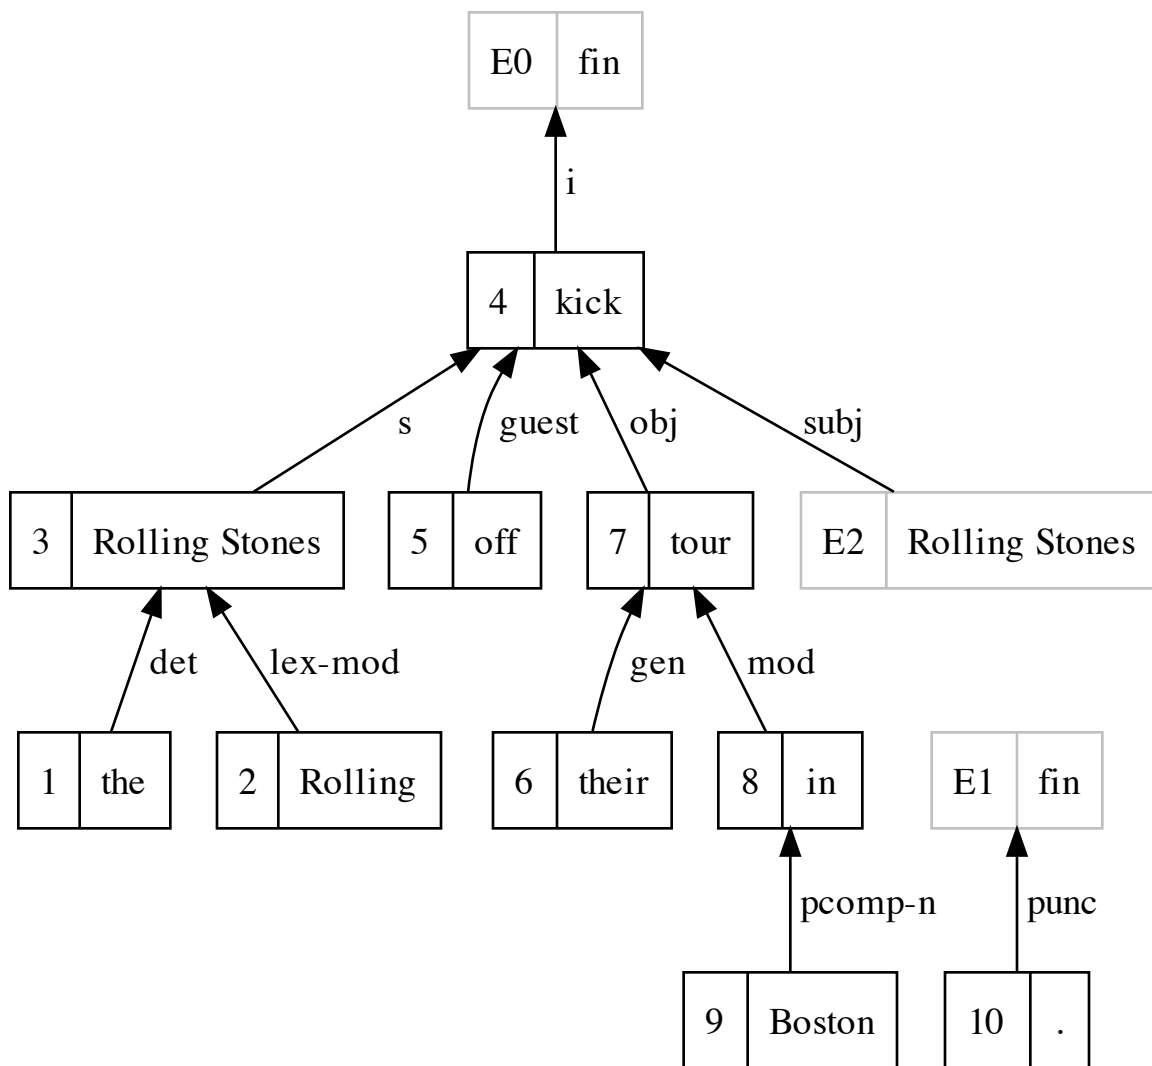 E0 fin
i
4 kick
s guest obj subj
3 Rolling Stones 5 off 7 tour E2 Rolling Stones
det lex-mod gen mod
1 the 2 Rolling 6 their 8 in E1 fin
pcomp-n punc
9 Boston 10 .